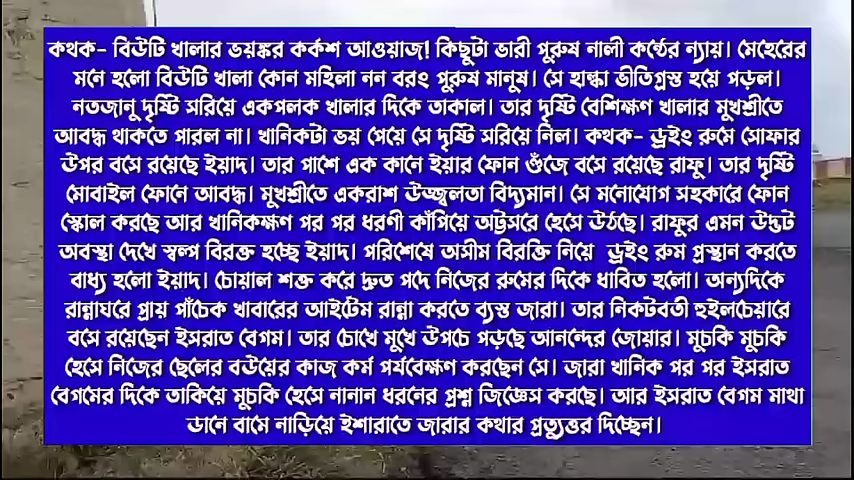 কথক- বিউটি খালার ভয়ঙ্কর কর্কশ আওয়াজ! কিছুটা ভারী পুরুষ নালী কন্ঠের ন্যায়। মেহেরের
মনে হলো বিউটি খালা কোন মহিলা নন বরং পুরুষ মানুষ। সে হাল্কা ভীতিগ্রস্ত হয়ে পড়ল।
নতজানু দৃষ্টি সরিয়ে একপলক খালার দিকে তাকাল। তার দৃষ্টি বেশিক্ষণ খালার মুখশ্রীতে
আবদ্ধ থাকতে পারল না। খানিকটা ভয় পেয়ে সে দৃষ্টি সরিয়ে নিল। কথক- ড্রইং রুমে সোফার
উপর বসে রয়েছে ইয়াদ। তার পাশে এক কানে ইয়ার ফোন গুঁজে বসে রয়েছে রাফু। তার দৃষ্টি
মোবাইল ফোনে আবদ্ধ। মুখশ্রীতে একরাশ উজ্জ্বলতা বিদ্যমান। সে মনোযোগ সহকারে ফোন
স্কোল করছে আর খানিকক্ষণ পর পর ধরণী কাঁপিয়ে অট্টসরে হেসে উঠছে। রাফুর এমন উদ্ভট
অবস্থা দেখে স্বল্প বিরক্ত হচ্ছে ইয়াদ। পরিশেষে অসীম বিরক্তি নিয়ে ড্রইং রুম প্রস্থান করতে
বাধ্য হলো ইয়াদ। চোয়াল শক্ত করে দ্রুত পদে নিজের রুমের দিকে ধাবিত হলো। অন্যদিকে
রান্নাঘরে প্রায় পাঁচেক খাবারের আইটেম রান্না করতে ব্যস্ত জারা। তার নিকটবর্তী হুইলচেয়ারে
বসে রয়েছেন ইসরাত বেগম। তার চোখে মুখে উপচে পড়ছে আনন্দের জোয়ার। মুচকি মুচকি
হেসে নিজের ছেলের বউয়ের কাজ কর্ম পর্যবেক্ষণ করছেন সে। জারা খানিক পর পর ইসরাত
বেগমের দিকে তাকিয়ে মুচকি হেসে নানান ধরনের প্রশ্ন জিজ্ঞেস করছে। আর ইসরাত বেগম মাথা
ডানে বামে নাড়িয়ে ইশারাতে জারার কথার প্রত্যুত্তর দিচ্ছেন।